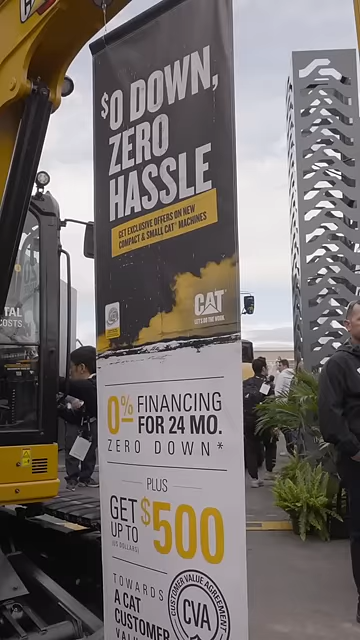 $0 DOWN,
ZERO
HASSLE
GET EXCLUSIVE OFFERS ON NEW
COMPACT & SMALL CAT® MACHINES
CAT
LET'S DO THE WORK.
0% FINANCING
FOR 24 MO.
ZERO DOWN*
PLUS
GET
UP TO
(US DOLLARS)
$500
TOWARDS
A CAT
CUSTOMER
CUSTOMER VALUE AGREEMENT
CVA
COSTS.